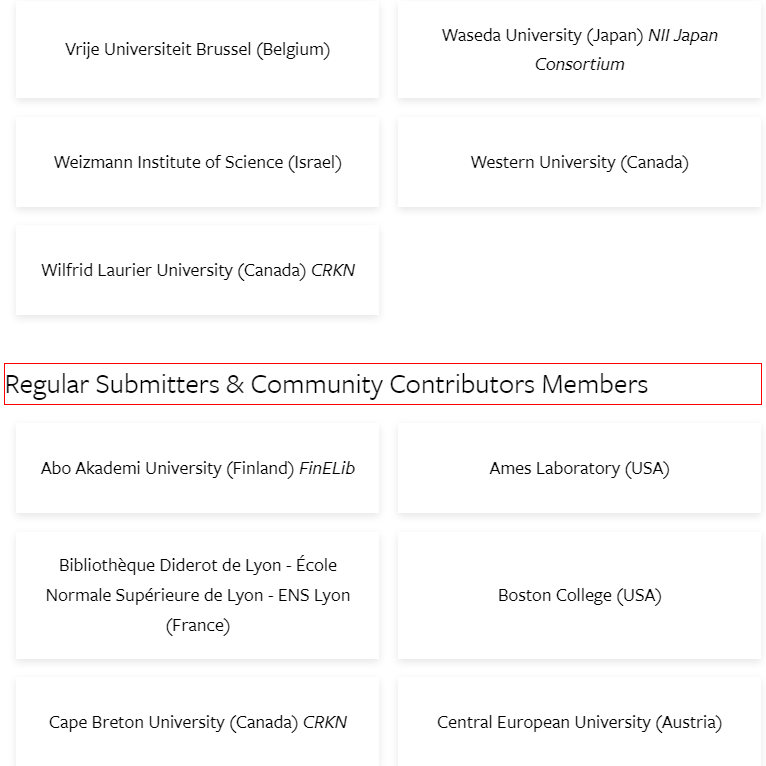 Vrije Universiteit Brussel (Belgium)
Waseda University (Japan) NII Japan
Consortium
Weizmann Institute of Science (Israel)
Western University (Canada)
Wilfrid Laurier University (Canada) CRKN
Regular Submitters & Community Contributors Members
Abo Akademi University (Finland) FinELib
Ames Laboratory (USA)
Bibliothèque Diderot de Lyon - École
Normale Supérieure de Lyon - ENS Lyon
(France)
Boston College (USA)
Cape Breton University (Canada) CRKN
Central European University (Austria)